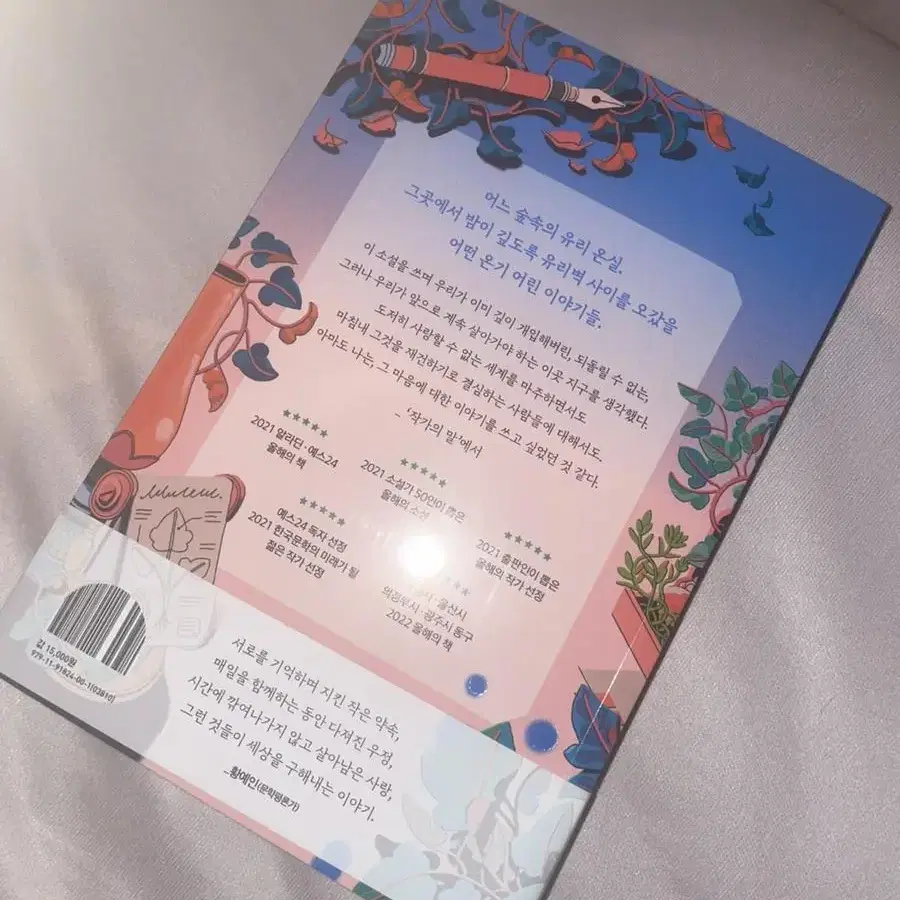 어느 숲속의 유리 온실.
그곳에서 밤이 깊도록 유리벽 사이를 오갔을
어떤 온기 어린 이야기들.
이 소설을 쓰며 우리가 이미 깊이 개입해버린, 되돌릴 수 없는,
그러나 우리가 앞으로 계속 살아가야 하는 이곳 지구를 생각했다.
도저히 사랑할 수 없는 세계를 마주하면서도
마침내 그것을 재건하기로 결심하는 사람들에 대해서도.
아마도 나는, 그 마음에 대한 이야기를 쓰고 싶었던 것 같다.
– ‘작가의 말’에서
★★★★★
2021 알라딘·예스24
올해의 책
★★★★★
2021 소설가 50인이 뽑은
올해의 소설
★★★★★
예스24 독자 선정
2021 한국문학의 미래가 될
젊은 작가 선정
★★★★★
2021 출판인이 뽑은
올해의 작가 선정
울산시
의정부시·광주시 동구
2022 올해의 책
서로를 기억하며 지킨 작은 약속,
매일을 함께하는 동안 다져진 우정,
시간에 깎여나가지 않고 살아남은 사랑,
그런 것들이 세상을 구해내는 이야기.
_황예인(문학평론가)
값 15,000원
979-11-91824-00-1(03810)